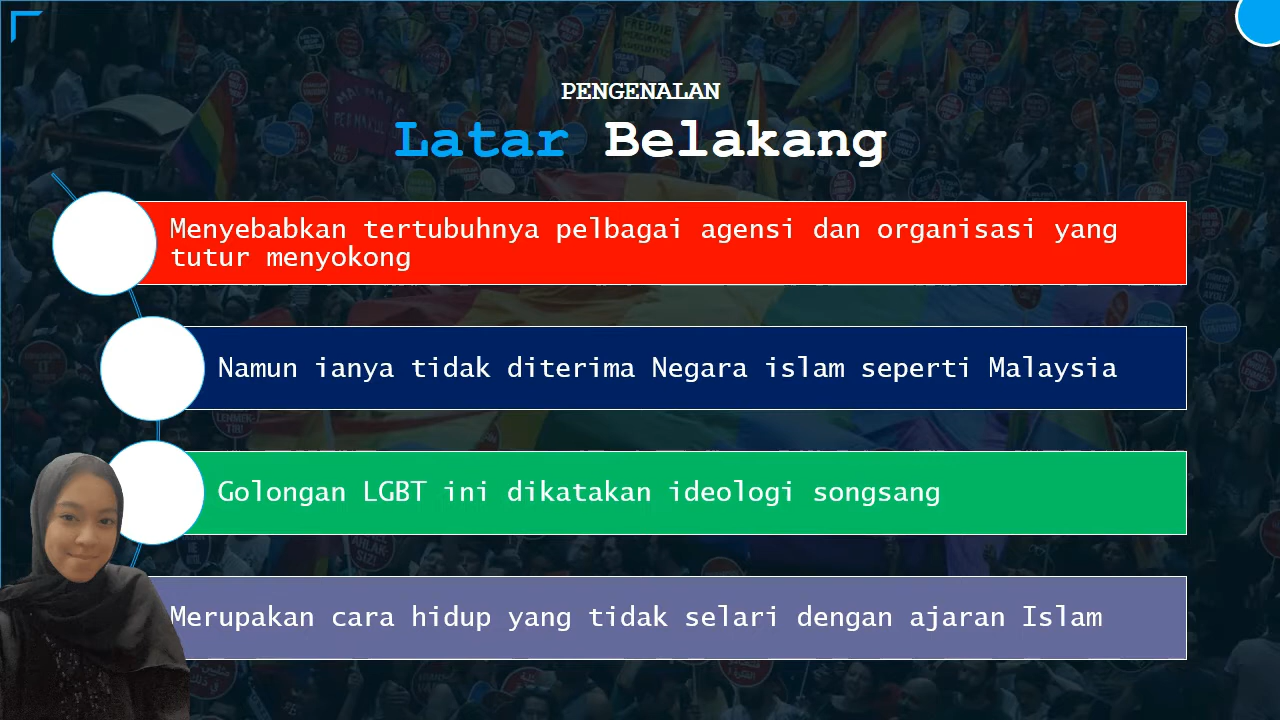 PENGENALAN
Latar Belakang
Menyebabkan tertubuhnya pelbagai agensi dan organisasi yang
tutur menyokong
Namun ianya tidak diterima Negara islam seperti Malaysia
Golongan LGBT ini dikatakan ideologi songsang
Merupakan cara hidup yang tidak selari dengan ajaran Islam